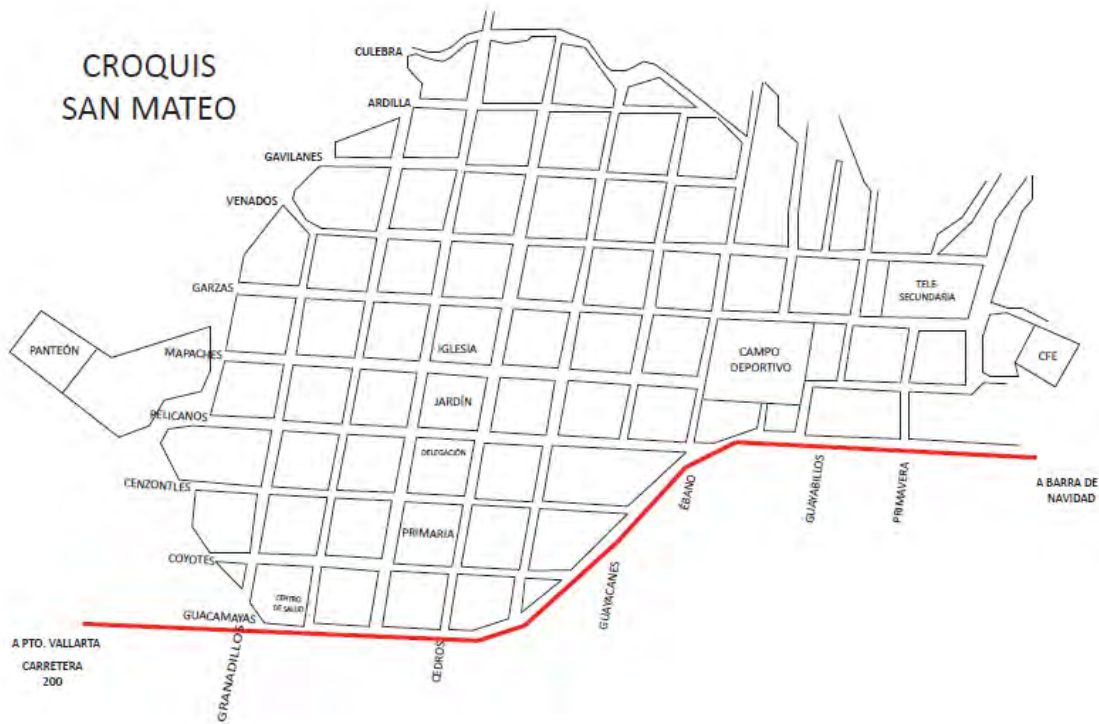 CROQUIS
SAN MATEO
CULEBRA
ARDILLA
GAVILANES
VENADOS
GARZAS
TELE-
SECUNDARIA
PANTEÓN
MAPACHES
IGLESÍA
CAMPO
DEPORTIVO
CFE
JARDÍN
PELICANOS
DELEGACIÓN
CENZONTLES
ÉBANO
GUAYABILLOS
PRIMAVERA
A BARRA DE
NAVIDAD
PRIMARIA
COYOTES
GUAYACANES
CENTRO
DE SALUD
GUACAMAYAS
A PTO. VALLARTA
CARRETERA
200
GRANADILLOS
CEDROS